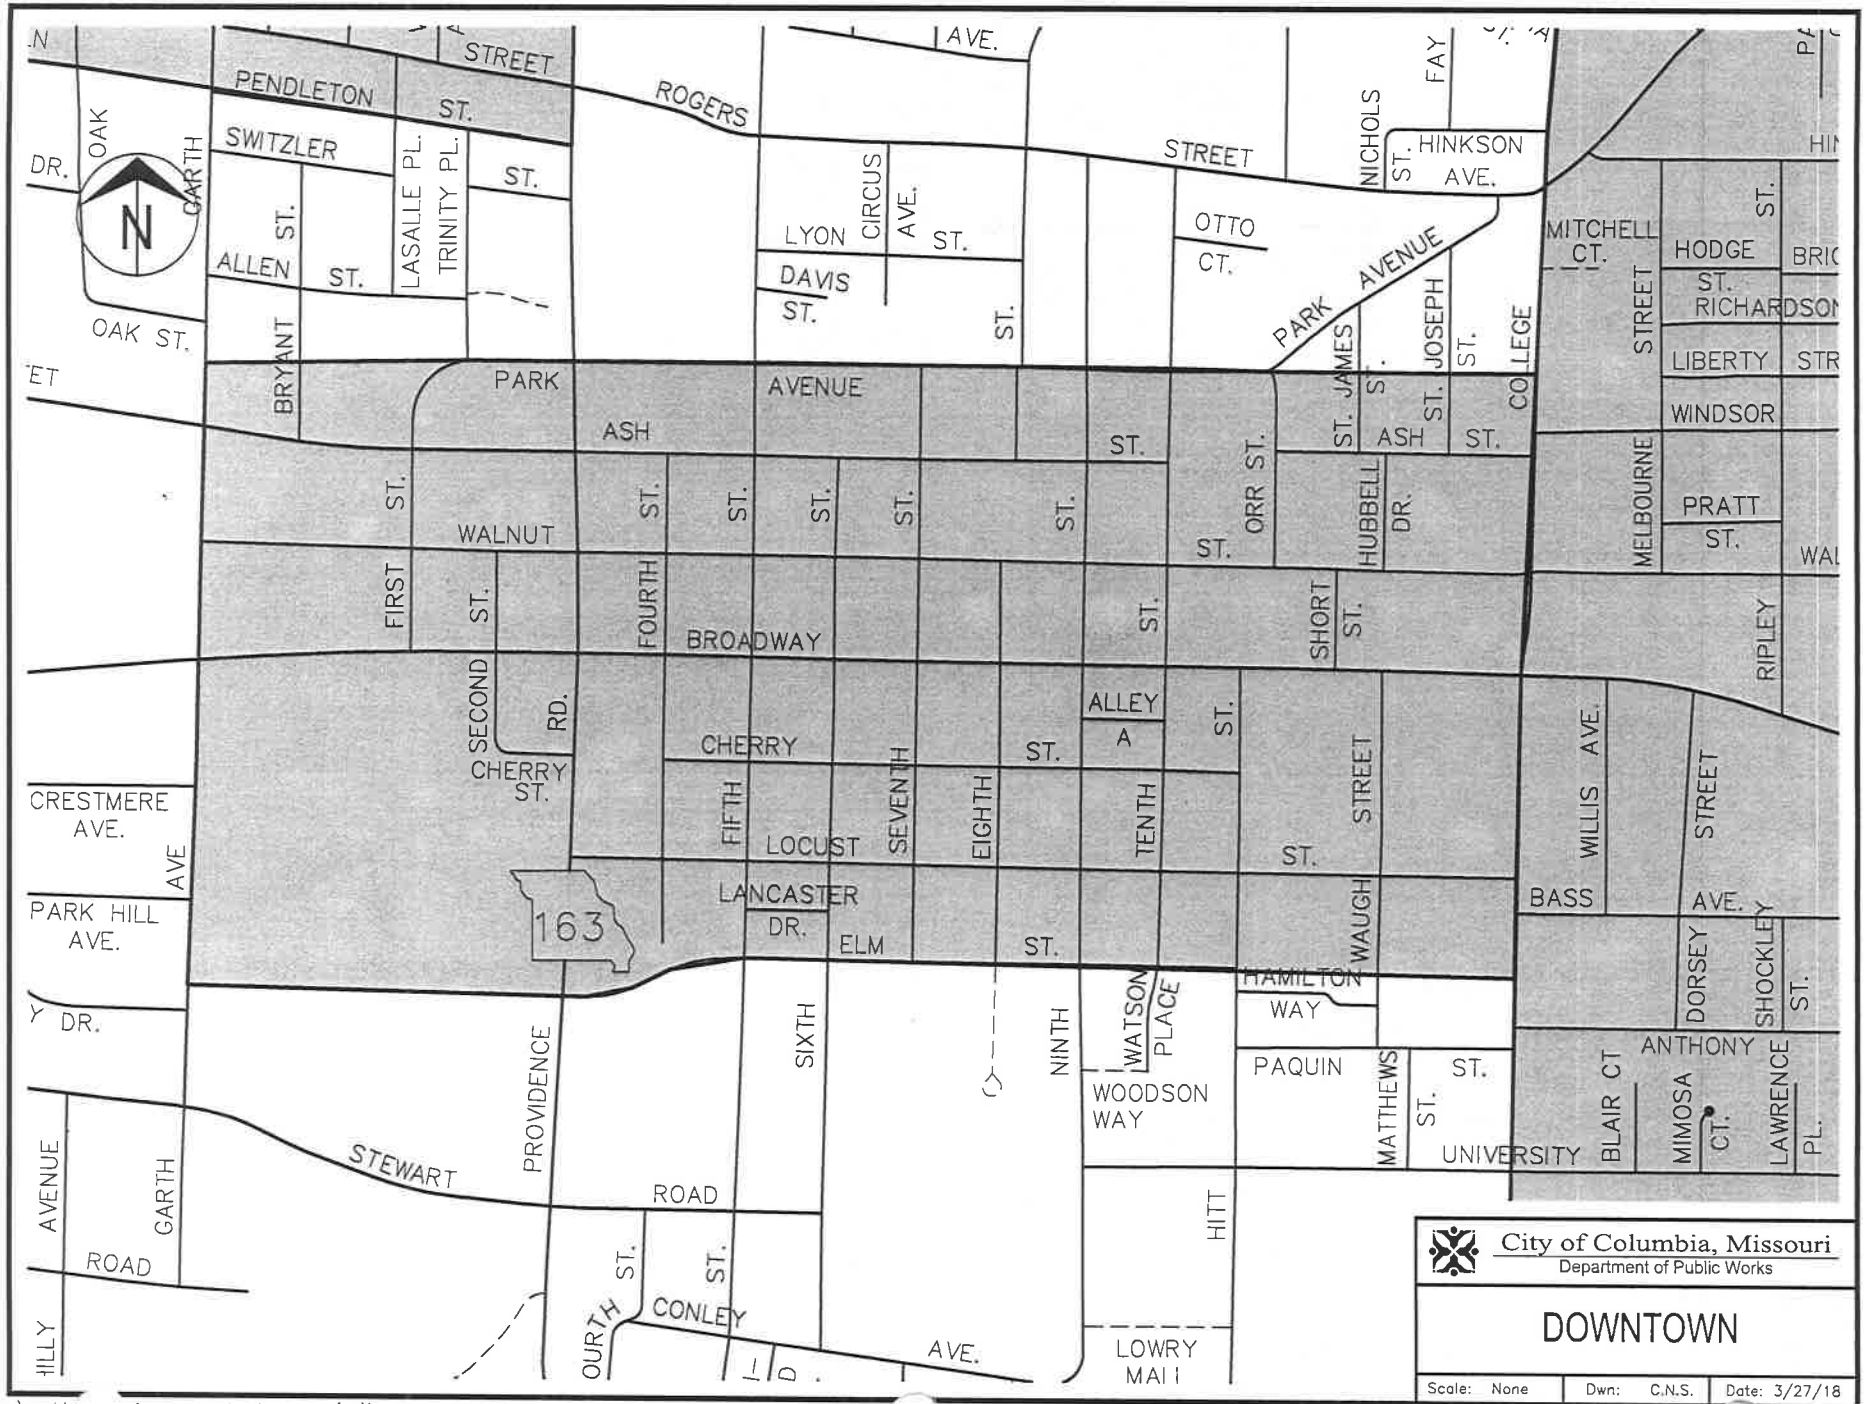 STREET
AVE.
FAY
PENDLETON
ST.
ROGERS
STREET
NICHOLS
ST.
HINKSON
AVE.
OAK
DR.
GARTH
SWITZLER
ST.
LASALLE PL.
TRINITY PL.
N
ALLEN
ST.
BRYANT
ST.
OAK ST.
LYON
ST.
CIRCUS
AVE.
DAVIS
ST.
ST.
OTTO
CT.
PARK
AVENUE
ST. JAMES
ST.
ST. JOSEPH
ST.
COLLEGE
MITCHELL
CT.
STREET
HODGE
ST.
ST.
RICHARDSON
LIBERTY
WINDSOR
MELBOURNE
PRATT
ST.
PARK
AVENUE
ASH
ST.
ASH
ST.
ORR ST.
HUBBELL
DR.
FIRST
ST.
ST.
ST.
ST.
ST.
ST.
WALNUT
ST.
ST.
FOURTH
ST.
SHORT
ST.
RIPLEY
BROADWAY
SECOND
RD.
CHERRY
ST.
CHERRY
ST.
ALLEY
A
ST.
STREET
WILLIS AVE.
STREET
CRESTMERE
AVE.
AVE
FIFTH
SEVENTH
EIGHTH
TENTH
LOCUST
ST.
PARK HILL
AVE.
163
LANCASTER
DR.
ELM
ST.
WAUGH
BASS
AVE.
DORSEY
SHOCKLEY
ST.
Y DR.
HAMILTON
WAY
WATSON
PLACE
PROVIDENCE
SIXTH
NINTH
WOODSON
WAY
PAQUIN
ST.
MATTHEWS
ST.
ANTHONY
BLAIR CT
MIMOSA
CT.
LAWRENCE
PL.
UNIVERSITY
STEWART
ROAD
AVENUE
GARTH
ROAD
HITT
ST.
ST.
CONLEY
AVE.
LOWRY
City of Columbia, Missouri
Department of Public Works
DOWNTOWN
Scale: None
Dwn: C.N.S.
Date: 3/27/18